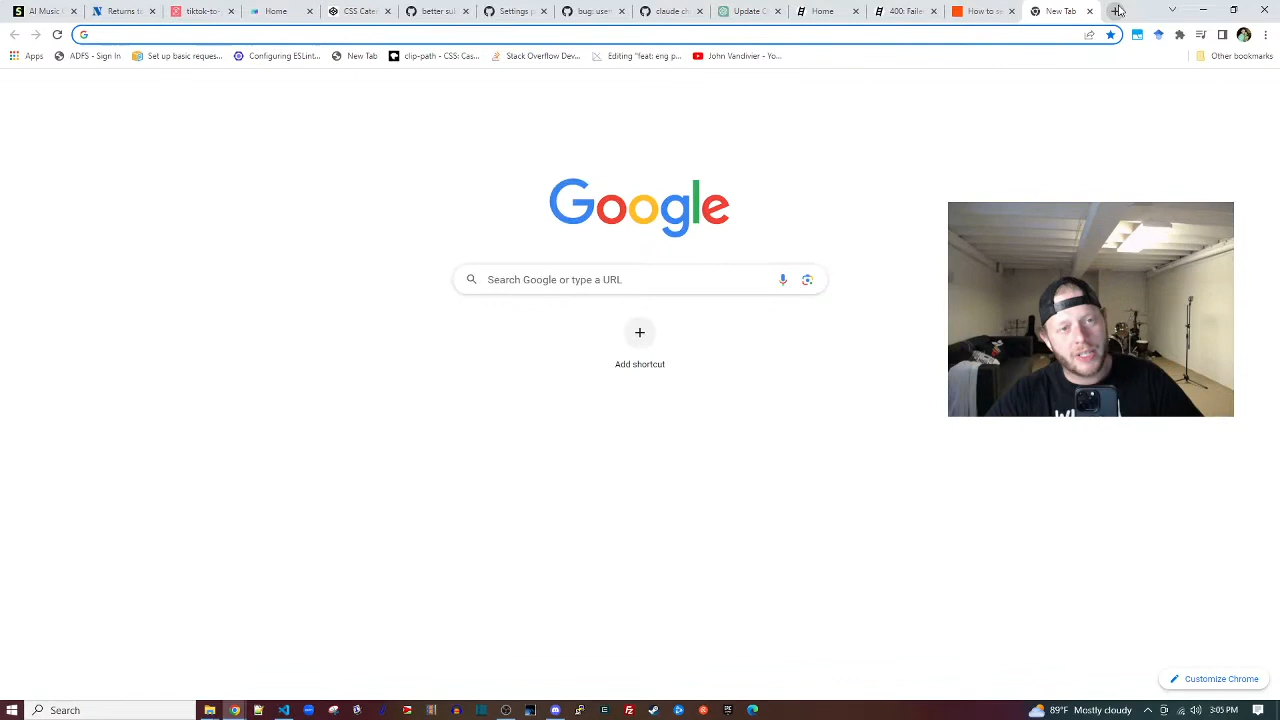 AI Music
Returns to
tiktok-to-
Home
CSS Cate
better sui
Settings p
bug: user
claude ch
Update C
Home
400: Faile
How to se
New Tab
Apps
ADFS - Sign In
Set up basic reques...
Configuring ESLint...
New Tab
clip-path - CSS: Cas...
Stack Overflow Dev...
Editing "feat: eng p...
John Vandivier - Yo...
Other bookmarks
Google
Search Google or type a URL
Add shortcut
Customize Chrome
Search
89°F Mostly cloudy
3:05 PM